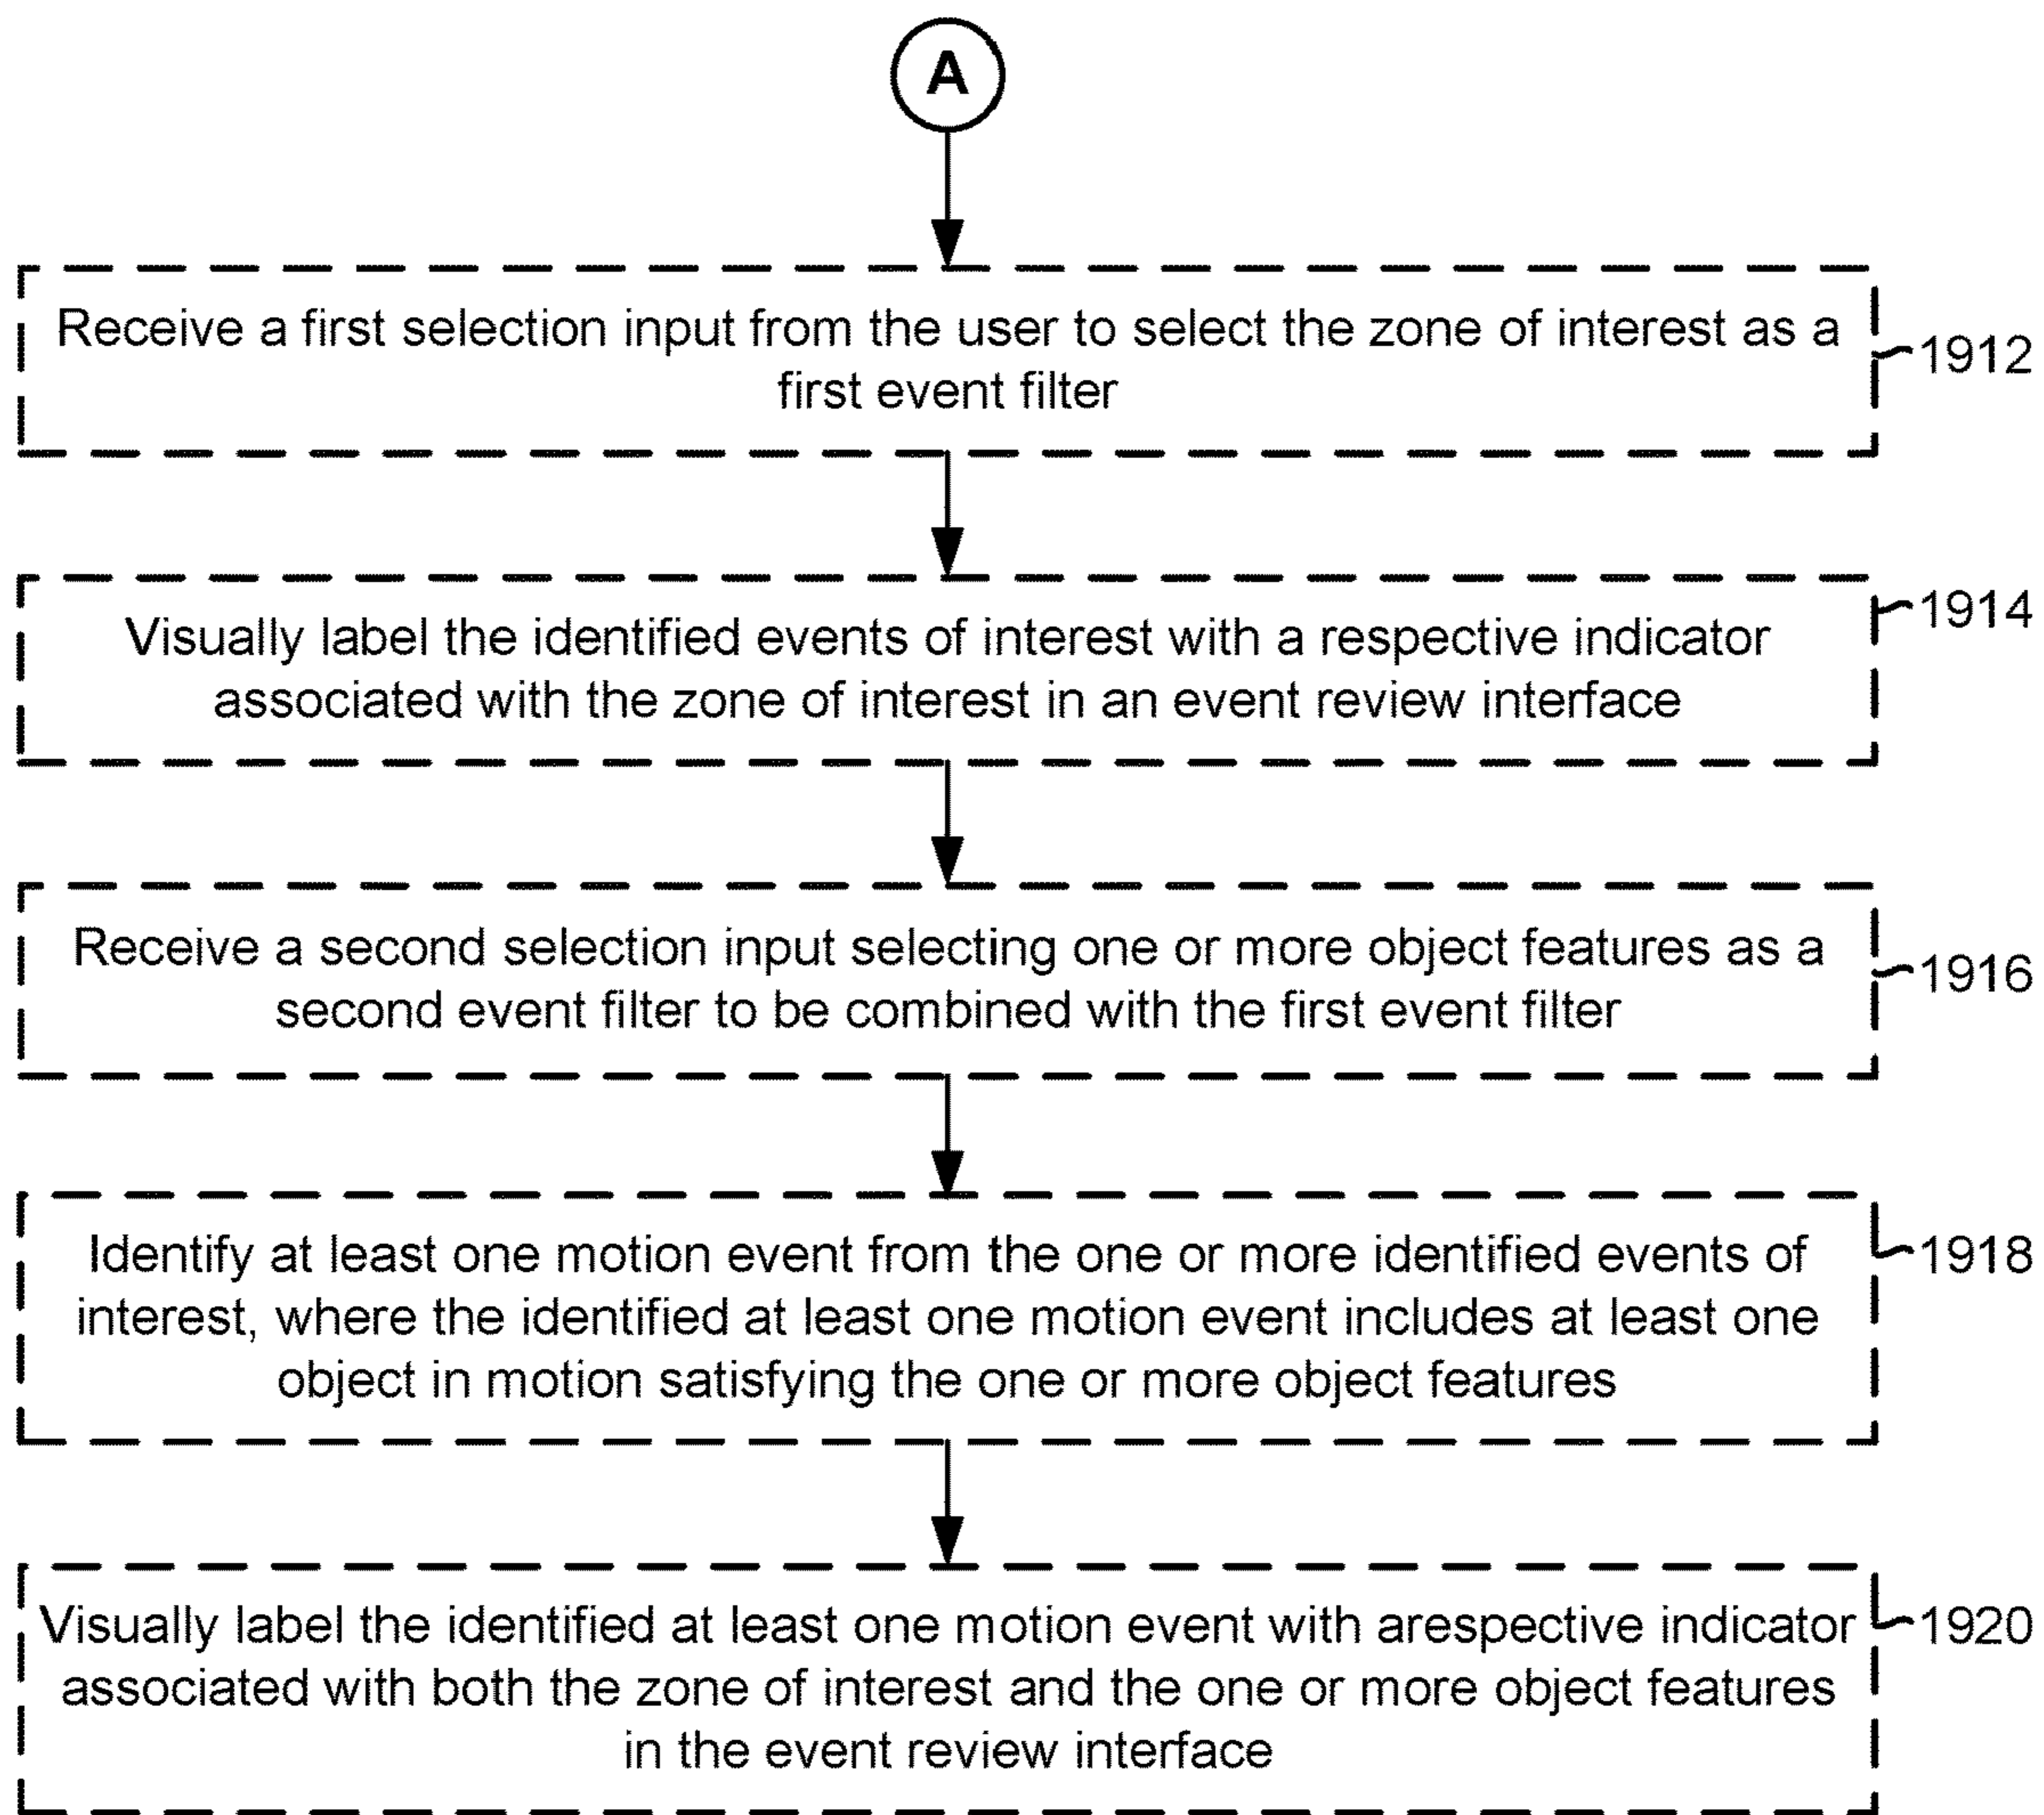 A
Receive a first selection input from the user to select the zone of interest as a
first event filter
1912
Visually label the identified events of interest with a respective indicator
associated with the zone of interest in an event review interface
1914
Receive a second selection input selecting one or more object features as a
second event filter to be combined with the first event filter
1916
Identify at least one motion event from the one or more identified events of
interest, where the identified at least one motion event includes at least one
object in motion satisfying the one or more object features
1918
Visually label the identified at least one motion event with arespective indicator
associated with both the zone of interest and the one or more object features
in the event review interface
1920